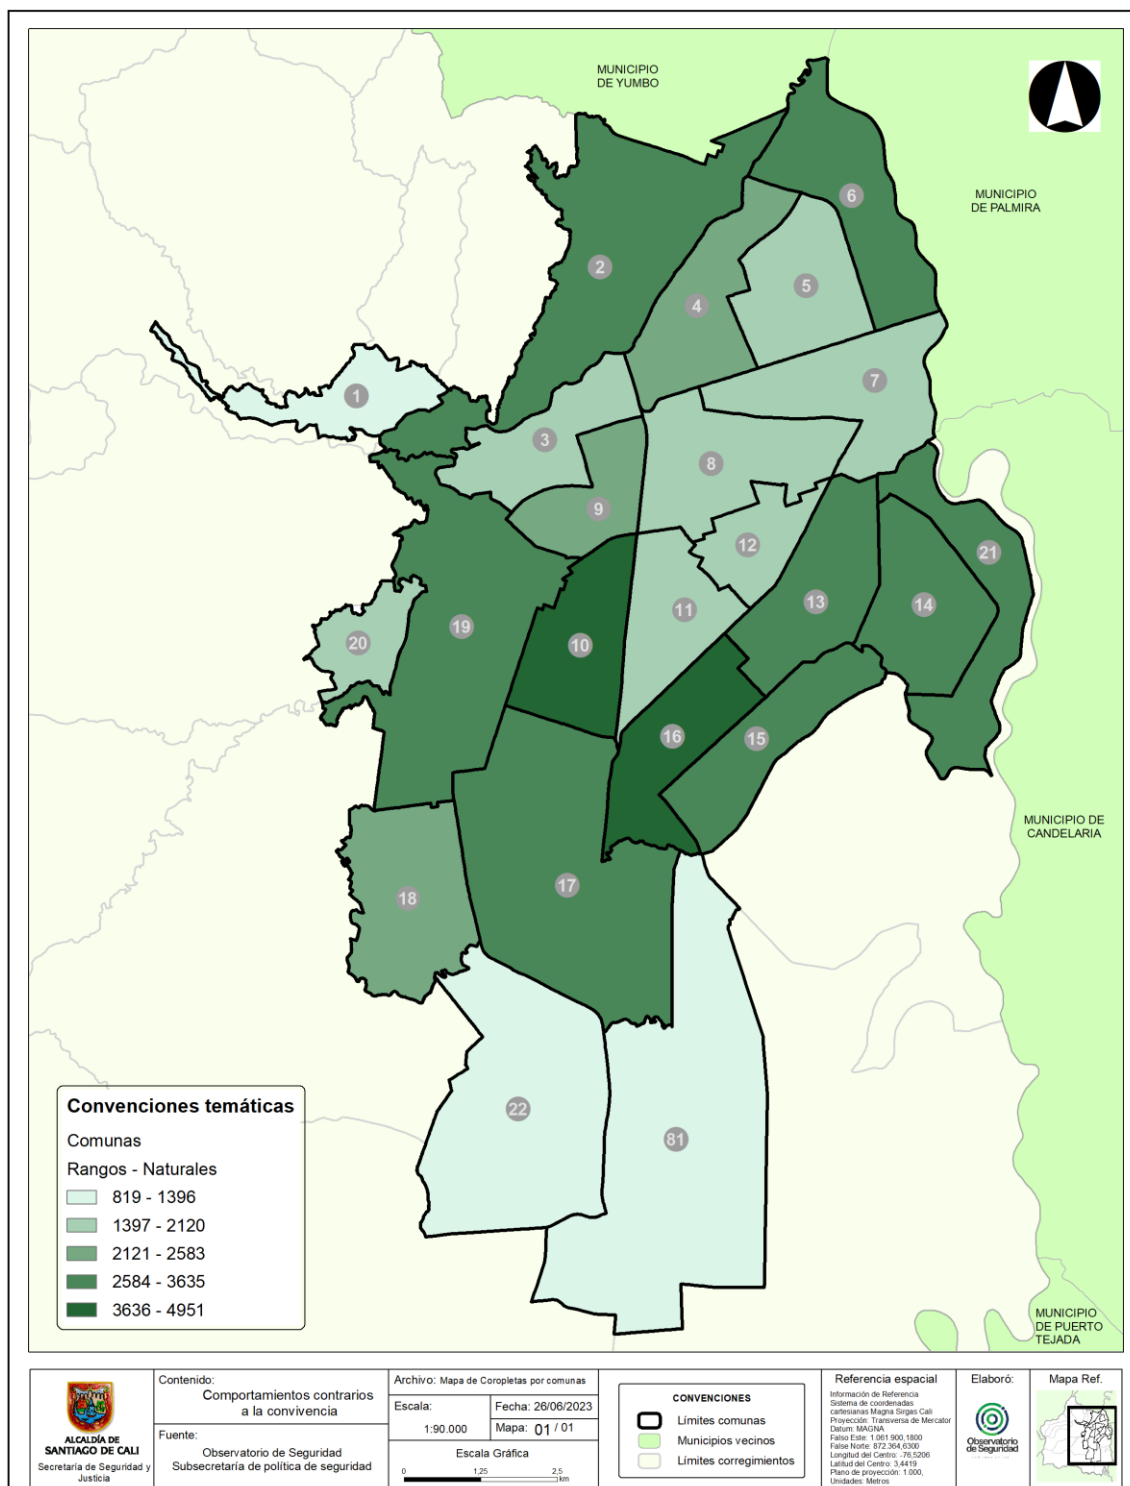 MUNICIPIO
DE YUMBO
MUNICIPIO
DE PALMIRA
6
2
5
4
7
1
3
8
9
12
21
14
13
11
19
20
10
16
15
MUNICIPIO DE
CANDELARIA
17
18
22
81
Convenciones temáticas
Comunas
Rangos - Naturales
819 - 1396
1397 - 2120
2121 - 2583
2584 - 3635
3636 - 4951
MUNICIPIO
DE PUERTO
TEJADA
ALCALDÍA DE
SANTIAGO DE CALI
Secretaría de Seguridad y
Justicia
Contenido:
Comportamientos contrarios
a la convivencia
Fuente:
Observatorio de Seguridad
Subsecretaría de política de seguridad
Archivo: Mapa de Coropletas por comunas
Escala:
1:90.000
Fecha: 26/06/2023
Mapa: 01 / 01
Escala Gráfica
0 1,25 2,5
km
CONVENCIONES
Límites comunas
Municipios vecinos
Límites corregimientos
Referencia espacial
Información de Referencia
Sistema de coordenadas
cartesianas Magna Sirgas Cali
Proyección: Transversa de Mercator
Datum: MAGNA
Falso Este: 1.061.900,1800
False Norte: 872.364,6300
Longitud del Centro: -76,5206
Latitud del Centro: 3,4419
Plano de proyección: 1.000,
Unidades: Metros
Elaboró:
Observatorio
de Seguridad
Mapa Ref.